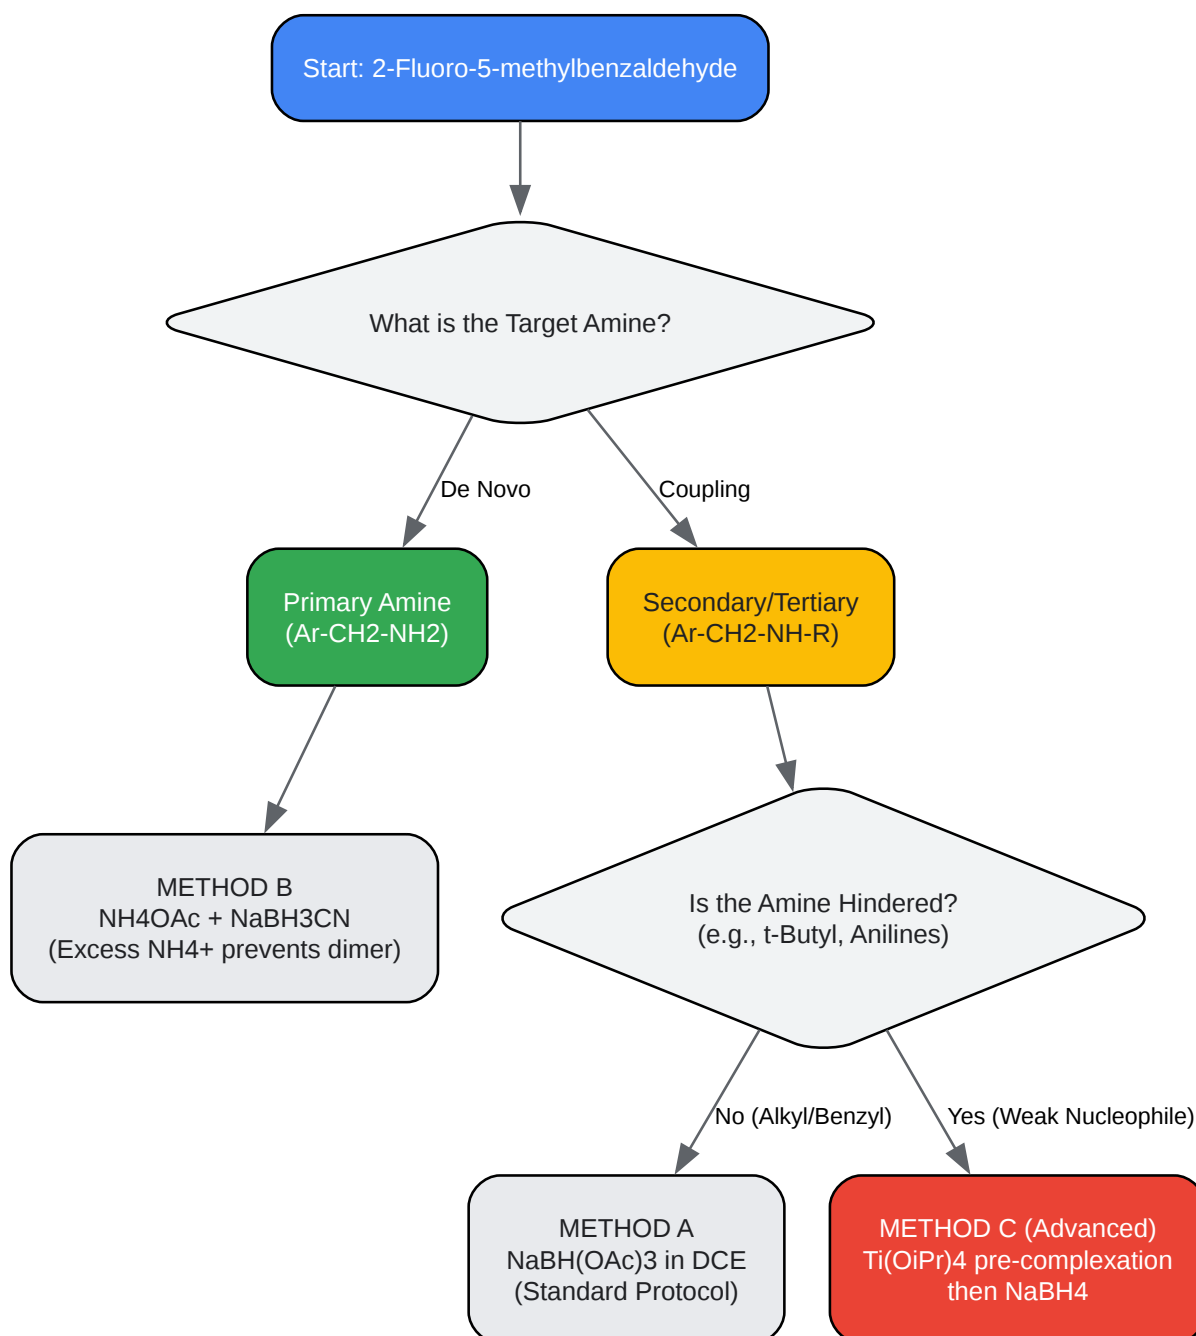 Start: 2-Fluoro-5-methylbenzaldehyde
What is the Target Amine?
De Novo
Coupling
Primary Amine
(Ar-CH2-NH2)
Secondary/Tertiary
(Ar-CH2-NH-R)
METHOD B
NH4OAc + NaBH3CN
(Excess NH4+ prevents dimer)
Is the Amine Hindered?
(e.g., t-Butyl, Anilines)
No (Alkyl/Benzyl)
Yes (Weak Nucleophile)
METHOD A
NaBH(OAc)3 in DCE
(Standard Protocol)
METHOD C (Advanced)
Ti(OiPr)4 pre-complexation
then NaBH4